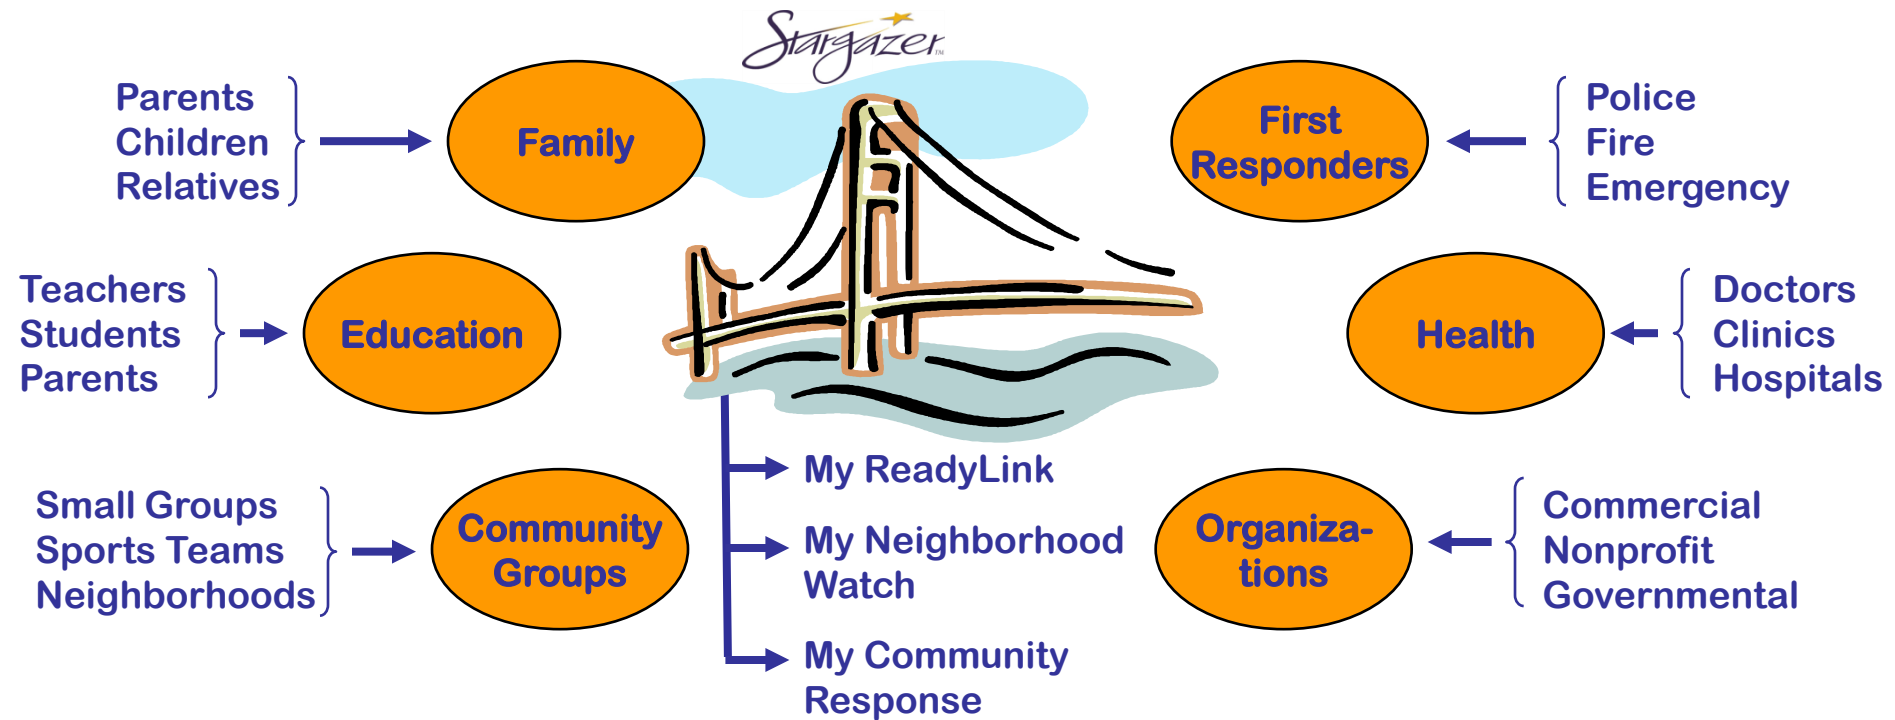 Stargazer™
Parents
Children
Relatives
Family
First
Responders
Police
Fire
Emergency
Teachers
Students
Parents
Education
Health
Doctors
Clinics
Hospitals
Small Groups
Sports Teams
Neighborhoods
Community
Groups
My ReadyLink
My Neighborhood
Watch
My Community
Response
Organiza-
tions
Commercial
Nonprofit
Governmental